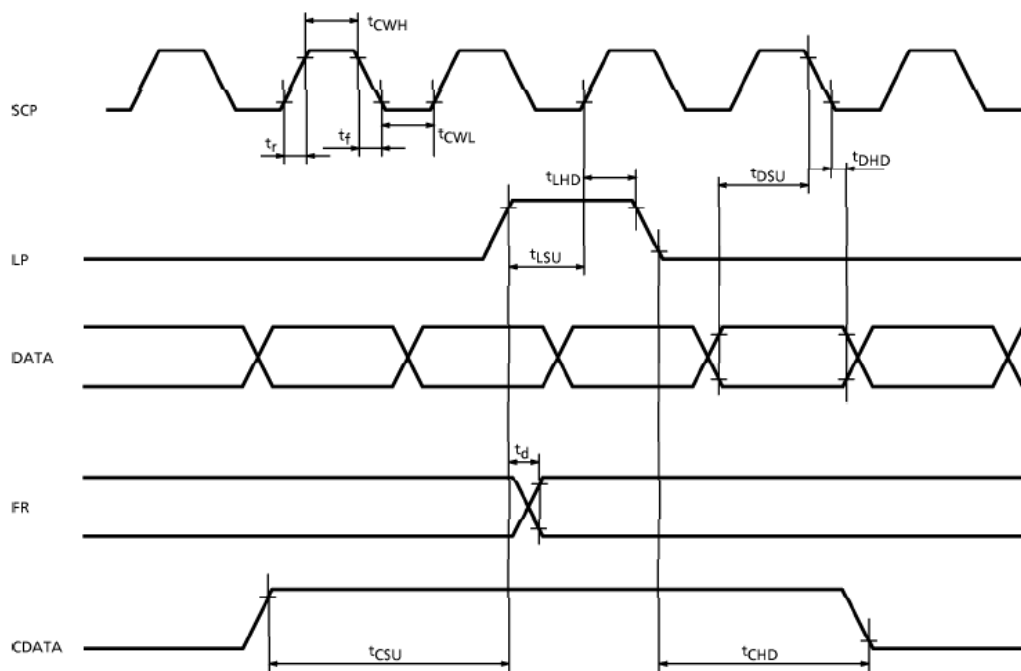 tCWH
SCP
tr
tf
tCWL
tLHD
tDSU
tDHD
LP
tLSU
DATA
td
FR
CDATA
tCSU
tCHD